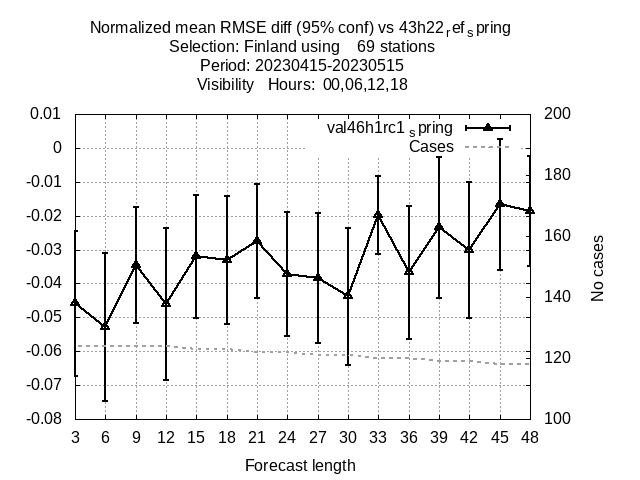 Normalized mean RMSE diff (95% conf) vs 43h22refspring
Selection: Finland using 69 stations
Period: 20230415-20230515
Visibility Hours: 00,06,12,18
val46h1rc1spring
Cases
0.01
0
-0.01
-0.02
-0.03
-0.04
-0.05
-0.06
-0.07
-0.08
200
180
160
140
120
100
No cases
3 6 9 12 15 18 21 24 27 30 33 36 39 42 45 48
Forecast length